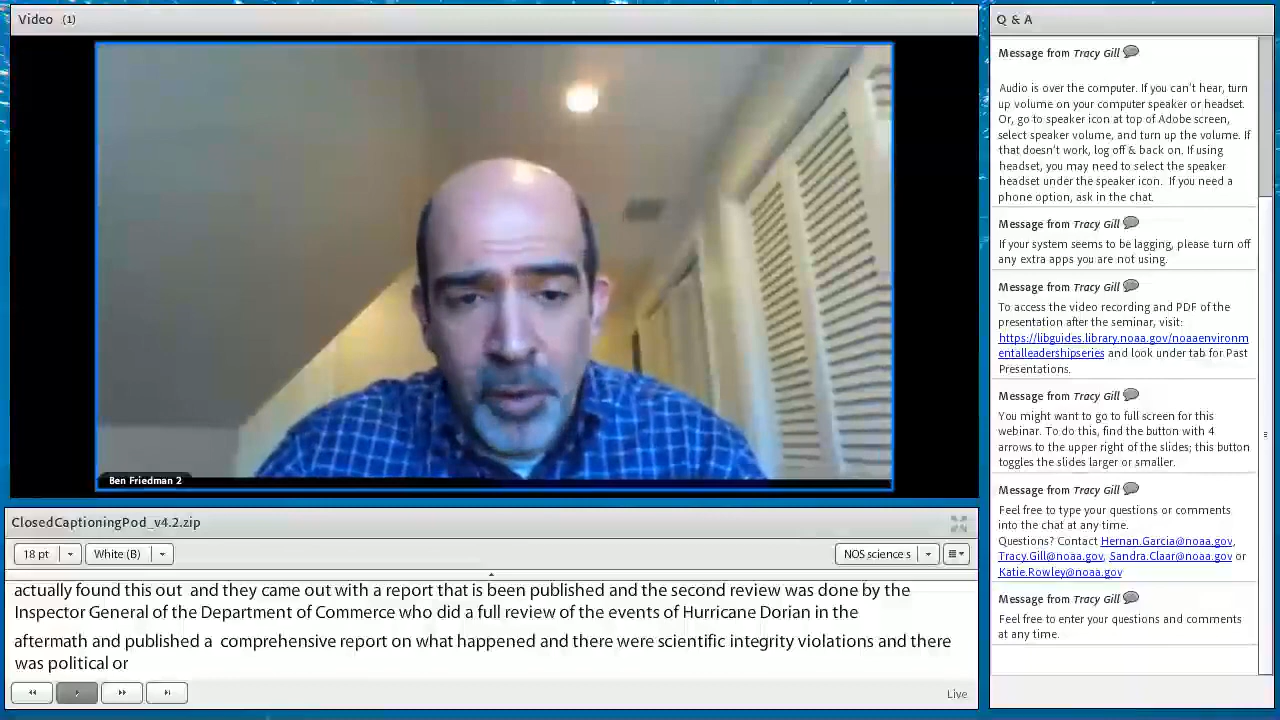 Video (1)
Ben Friedman 2
ClosedCaptioningPod_v4.2.zip
18 pt
White (B)
NOS science s
actually found this out and they came out with a report that is been published and the second review was done by the
Inspector General of the Department of Commerce who did a full review of the events of Hurricane Dorian in the
aftermath and published a comprehensive report on what happened and there were scientific integrity violations and there
was political or
Live
Q & A
Message from Tracy Gill
Audio is over the computer. If you can't hear, turn
up volume on your computer speaker or headset.
Or, go to speaker icon at top of Adobe screen,
select speaker volume, and turn up the volume. If
that doesn't work, log off & back on. If using
headset, you may need to select the speaker
headset under the speaker icon. If you need a
phone option, ask in the chat.
Message from Tracy Gill
If your system seems to be lagging, please turn off
any extra apps you are not using.
Message from Tracy Gill
To access the video recording and PDF of the
presentation after the seminar, visit:
https://libguides.library.noaa.gov/noaaenvironm
entalleadershipseries and look under tab for Past
Presentations.
Message from Tracy Gill
You might want to go to full screen for this
webinar. To do this, find the button with 4
arrows to the upper right of the slides; this button
toggles the slides larger or smaller.
Message from Tracy Gill
Feel free to type your questions or comments
into the chat at any time.
Questions? Contact Hernan.Garcia@noaa.gov,
Tracy.Gill@noaa.gov, Sandra.Claar@noaa.gov or
Katie.Rowley@noaa.gov
Message from Tracy Gill
Feel free to enter your questions and comments
at any time.